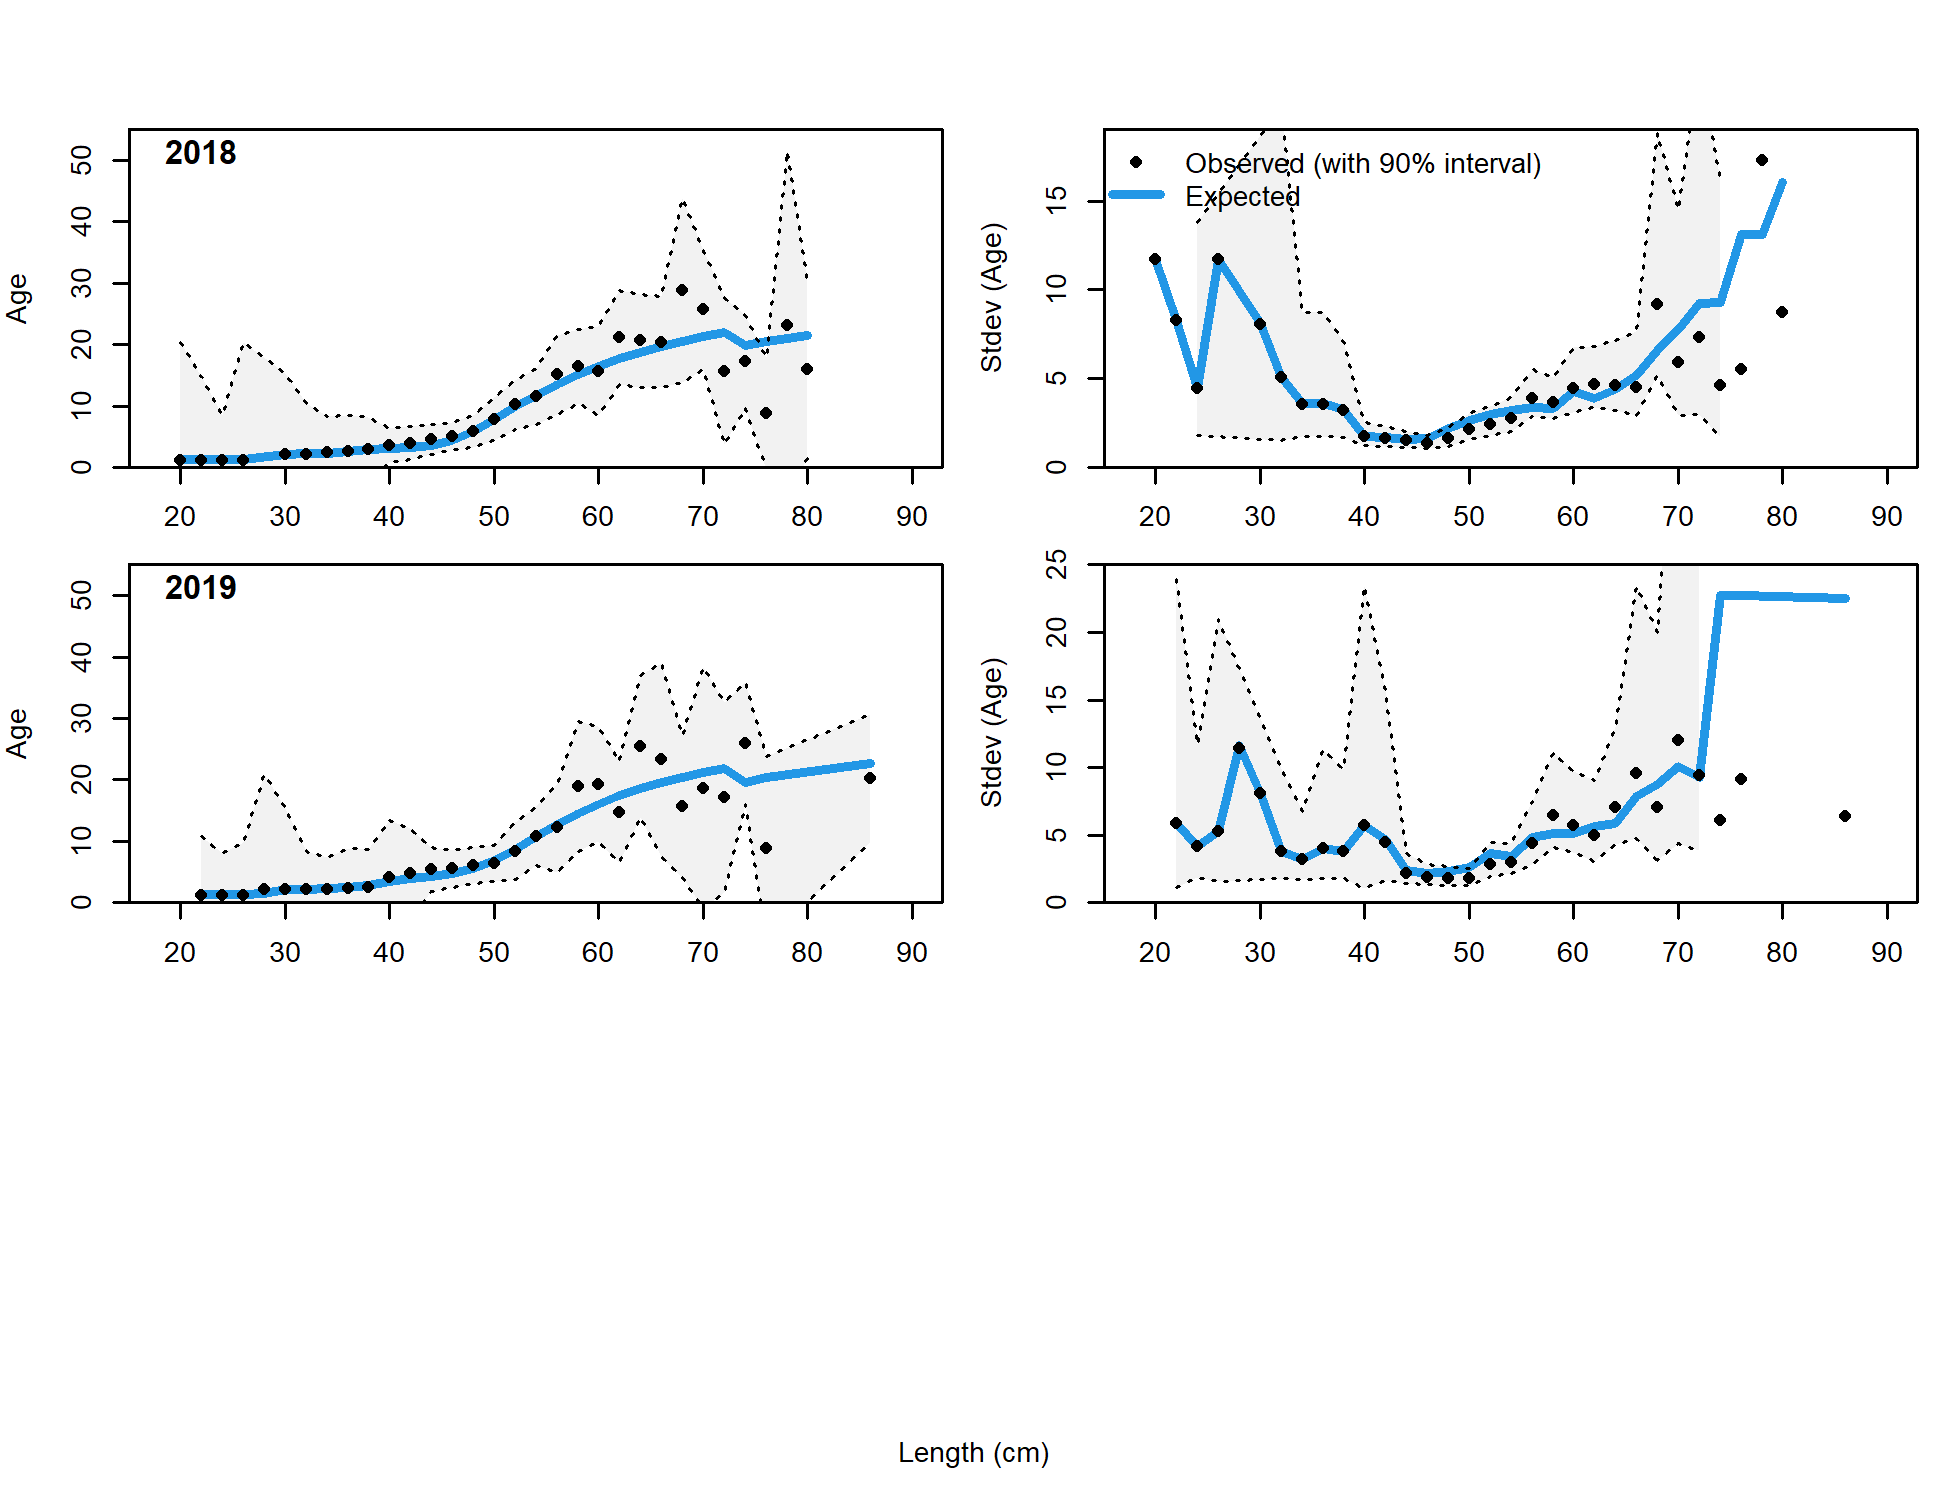 2018
Age
0 10 20 30 40 50
20 30 40 50 60 70 80 90
Observed (with 90% interval)
Expected
Stdev (Age)
0 5 10 15
20 30 40 50 60 70 80 90
2019
Age
0 10 20 30 40 50
20 30 40 50 60 70 80 90
Stdev (Age)
0 5 10 15 20 25
20 30 40 50 60 70 80 90
Length (cm)